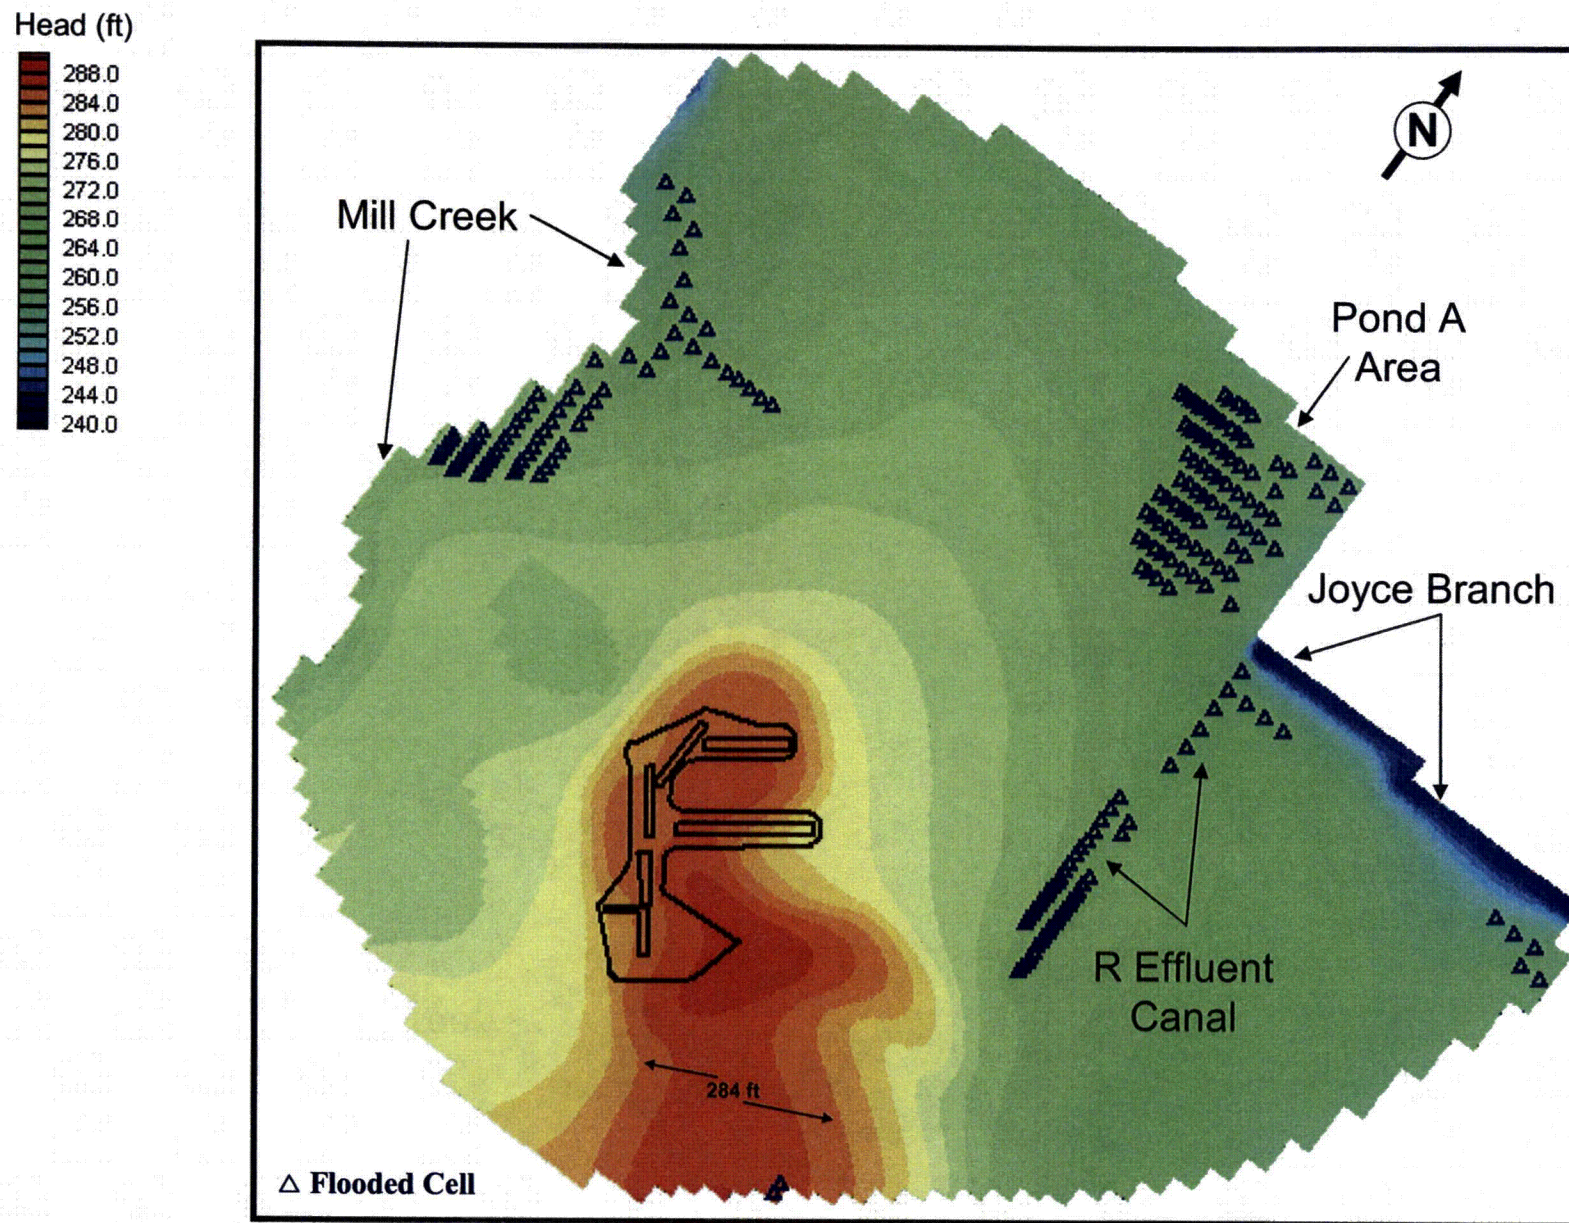 Head (ft)
288.0
284.0
280.0
276.0
272.0
268.0
264.0
260.0
256.0
252.0
248.0
244.0
240.0
N
Mill Creek
Pond A
Area
Joyce Branch
R Effluent
Canal
284 ft
Flooded Cell